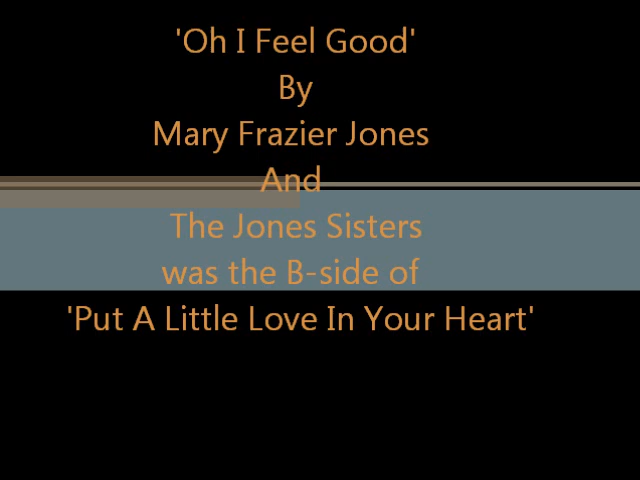 'Oh I Feel Good'
By
Mary Frazier Jones
And
The Jones Sisters
was the B-side of
'Put A Little Love In Your Heart'